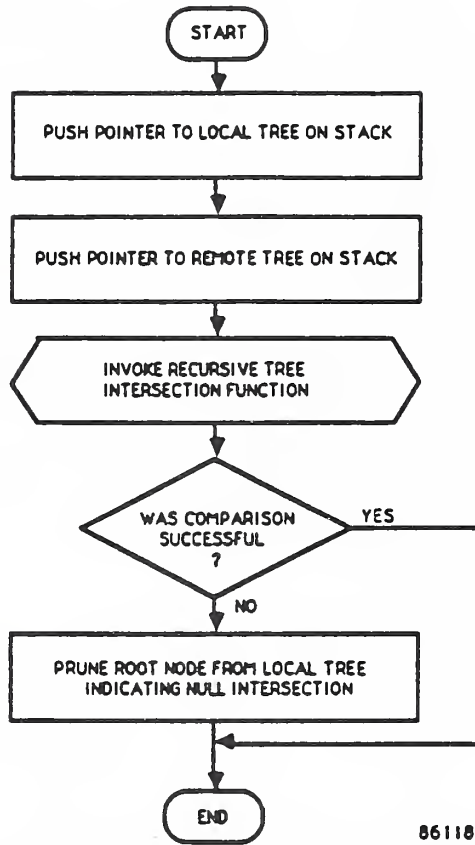 START
PUSH POINTER TO LOCAL TREE ON STACK
PUSH POINTER TO REMOTE TREE ON STACK
INVOKE RECURSIVE TREE
INTERSECTION FUNCTION
WAS COMPARISON
SUCCESSFUL
?
YES
NO
PRUNE ROOT NODE FROM LOCAL TREE
INDICATING NULL INTERSECTION
END
86118